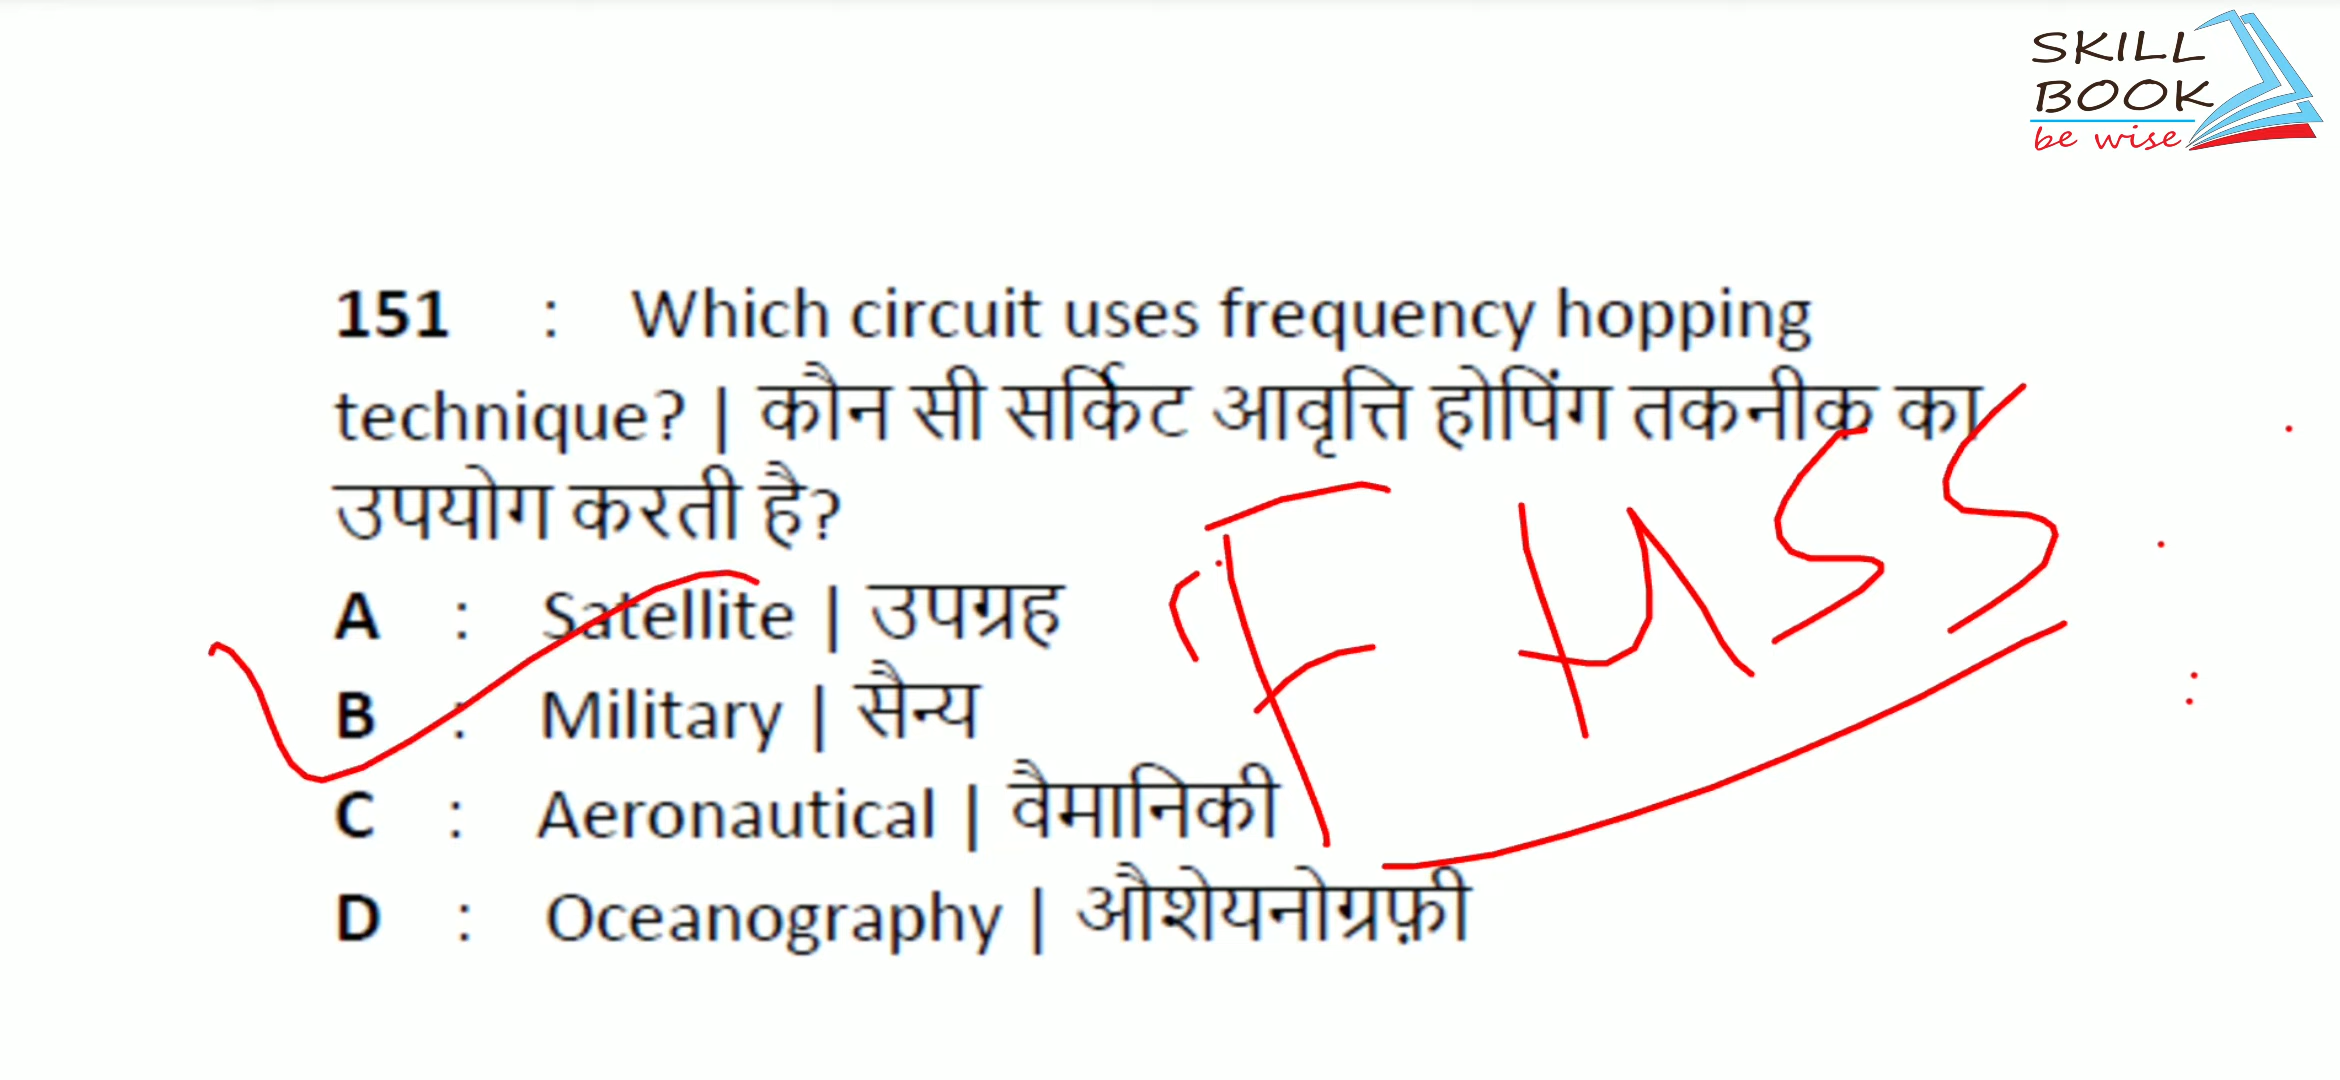 SKILL
BOOK
be wise
151 : Which circuit uses frequency hopping
technique? | कौन सी सर्किट आवृत्ति होपिंग तकनीक का
उपयोग करती है?
FHSS
A : Satellite | उपग्रह
B : Military | सैन्य
C : Aeronautical | वैमानिकी
D : Oceanography | औशेयनोग्रफ़ी